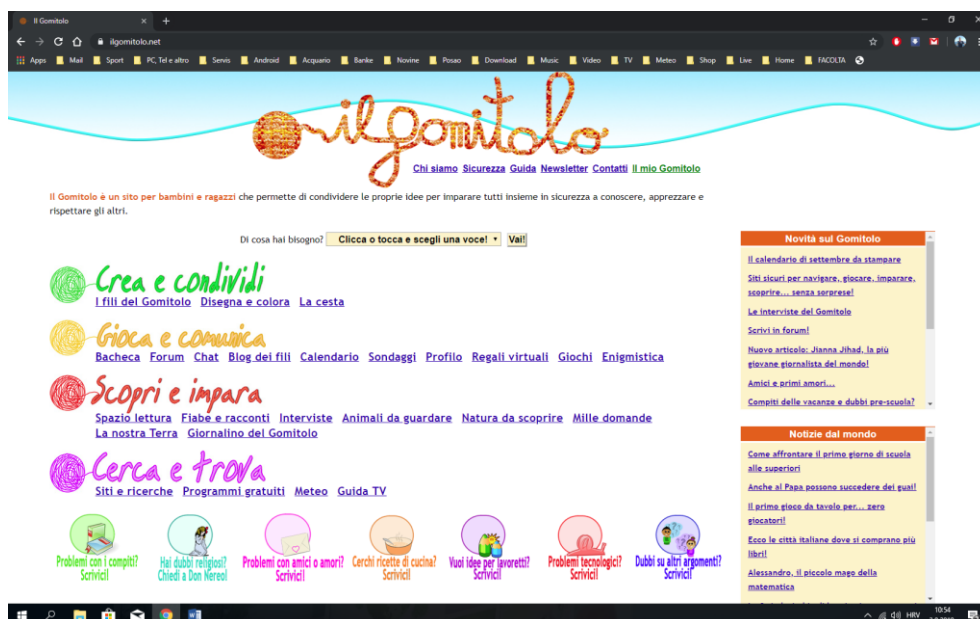 Il Gomitolo
ilgomitolo.net
Apps Mail Sport PC, Tel e altro Servis Android Acquario Banke Novine Posao Download Music Video TV Meteo Shop Live Home FACOLTA
il gomitolo
Chi siamo Sicurezza Guida Newsletter Contatti Il mio Gomitolo
Il Gomitolo è un sito per bambini e ragazzi che permette di condividere le proprie idee per imparare tutti insieme in sicurezza a conoscere, apprezzare e
rispettare gli altri.
Di cosa hai bisogno? Clicca o tocca e scegli una voce! Vai!
Crea e condividi
I fili del Gomitolo Disegna e colora La cesta
Gioca e comunica
Bacheca Forum Chat Blog dei fili Calendario Sondaggi Profilo Regali virtuali Giochi Enigmistica
Scopri e impara
Spazio lettura Fiabe e racconti Interviste Animali da guardare Natura da scoprire Mille domande
La nostra Terra Giornalino del Gomitolo
Cerca e trova
Siti e ricerche Programmi gratuiti Meteo Guida TV
Problemi con i compiti?
Scrivici!
Hai dubbi religiosi?
Chiedi a Don Nereo!
Problemi con amici o amori?
Scrivici!
Cerchi ricette di cucina?
Scrivici!
Vuoi idee per lavoretti?
Scrivici!
Problemi tecnologici?
Scrivici!
Dubbi su altri argomenti?
Scrivici!
Novità sul Gomitolo
Il calendario di settembre da stampare
Siti sicuri per navigare, giocare, imparare,
scoprire... senza sorprese!
Le interviste del Gomitolo
Scrivi in forum!
Nuovo articolo: Jianna Jihad, la più
giovane giornalista del mondo!
Amici e primi amori...
Compiti delle vacanze e dubbi pre-scuola?
Notizie dal mondo
Come affrontare il primo giorno di scuola
alle superiori
Anche al Papa possono succedere dei guai!
Il primo gioco da tavolo per... zero
giocatori!
Ecco le città italiane dove si comprano più
libri!
Alessandro, il piccolo mago della
matematica
HRV
10:54